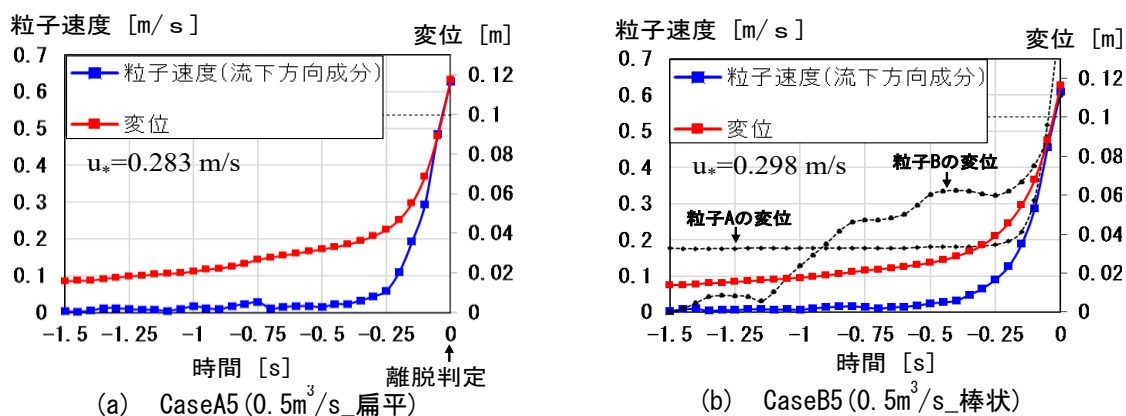 粒子速度 [m/ｓ]
変位 [m]
0.7
0.6
0.5
0.4
0.3
0.2
0.1
0
0.12
0.1
0.08
0.06
0.04
0.02
0
粒子速度(流下方向成分)
変位
u*=0.283 m/s
-1.5 -1.25 -1 -0.75 -0.5 -0.25 0
時間 [s]
離脱判定
(a) CaseA5(0.5m³/s_扁平)
粒子速度 [m/ｓ]
変位 [m]
0.7
0.6
0.5
0.4
0.3
0.2
0.1
0
0.12
0.1
0.08
0.06
0.04
0.02
0
粒子速度(流下方向成分)
変位
u*=0.298 m/s
粒子Bの変位
粒子Aの変位
-1.5 -1.25 -1 -0.75 -0.5 -0.25 0
時間 [s]
(b) CaseB5(0.5m³/s_棒状)